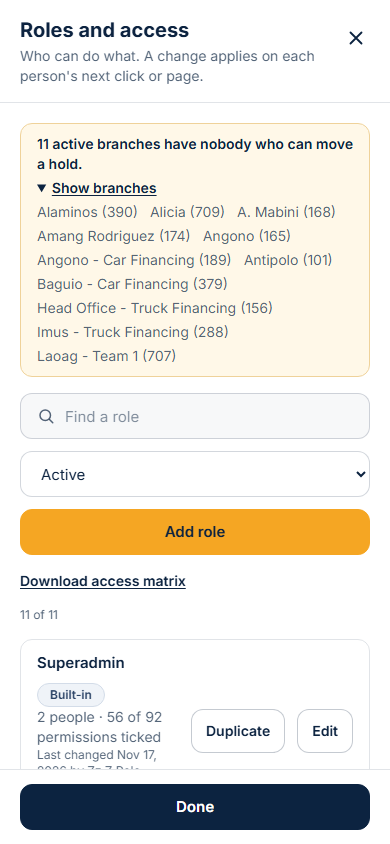 Roles and access
Who can do what. A change applies on each
person's next click or page.
11 active branches have nobody who can move
a hold.
▼ Show branches
Alaminos (390) Alicia (709) A. Mabini (168)
Amang Rodriguez (174) Angono (165)
Angono - Car Financing (189) Antipolo (101)
Baguio - Car Financing (379)
Head Office - Truck Financing (156)
Imus - Truck Financing (288)
Laoag - Team 1 (707)
Find a role
Active
Add role
Download access matrix
11 of 11
Superadmin
Built-in
2 people · 56 of 92
permissions ticked
Duplicate
Edit
Last changed Nov 17,
Done